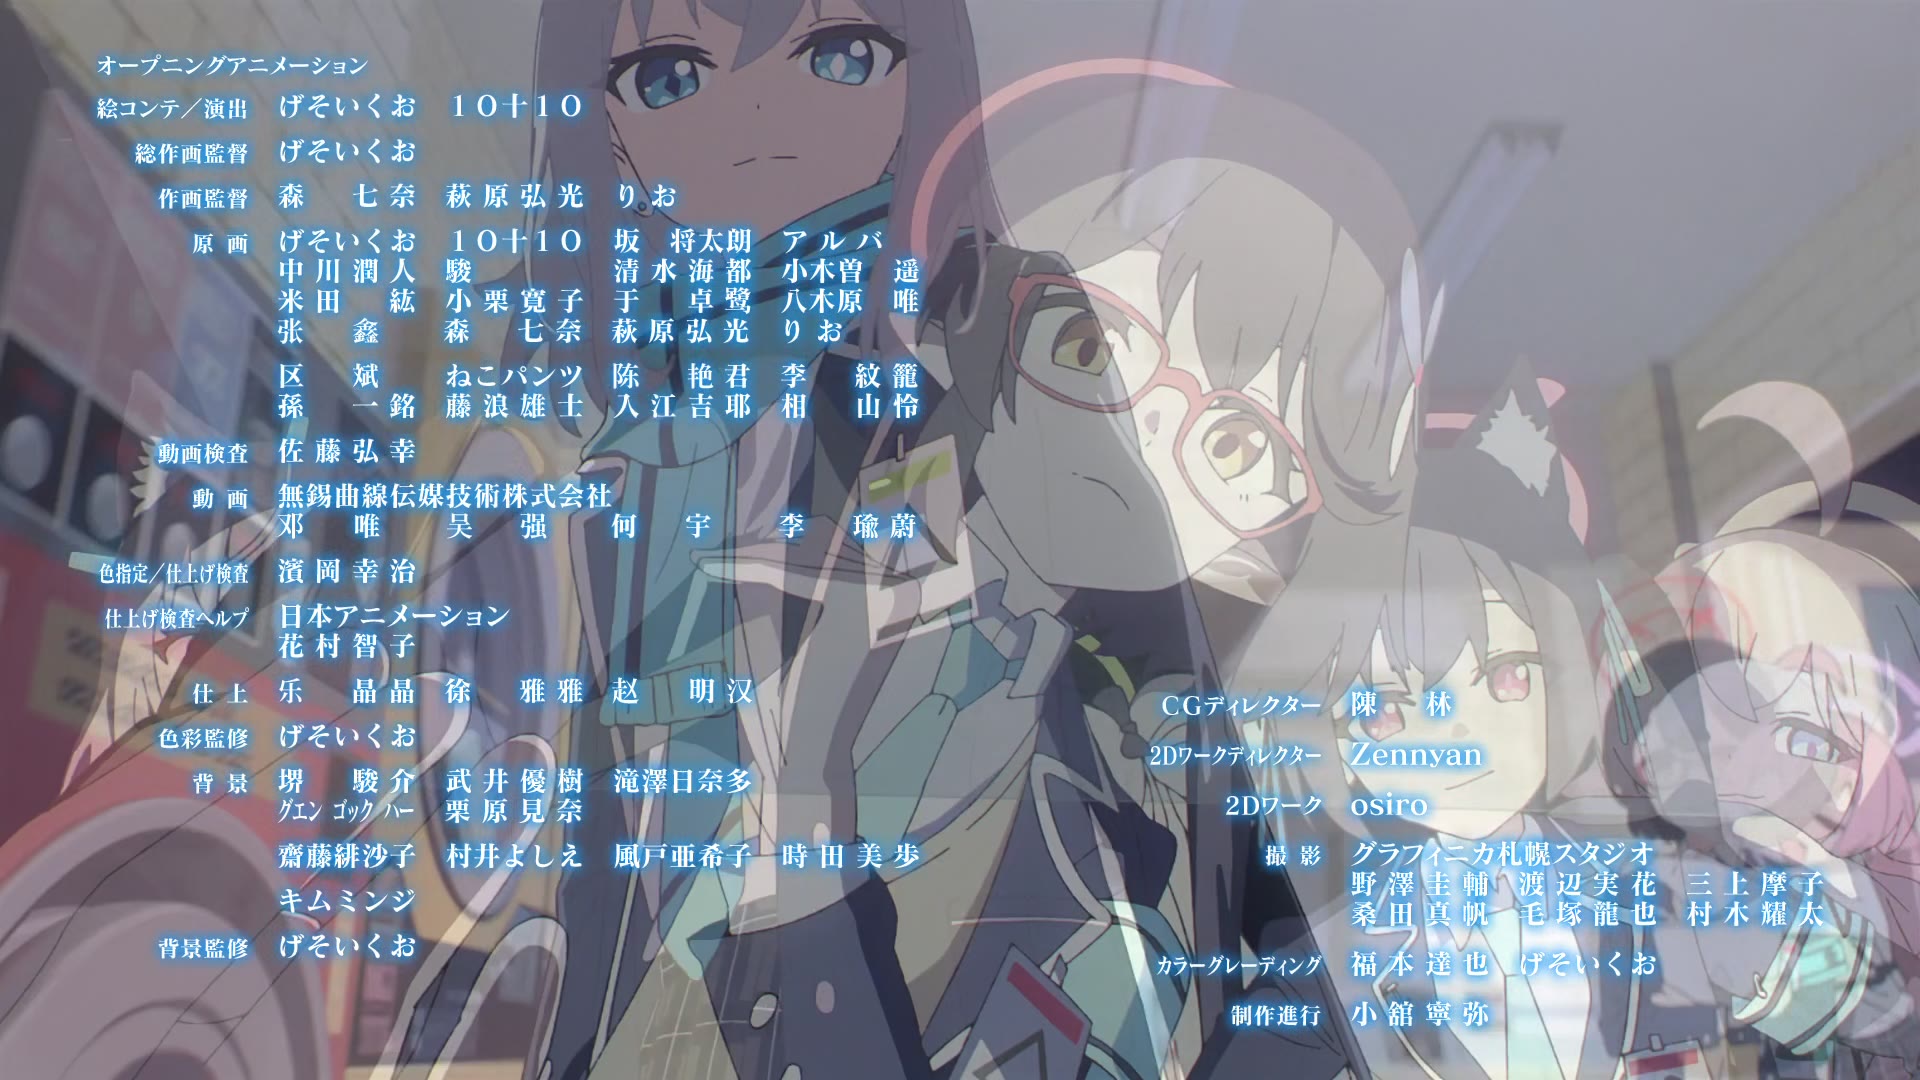 オープニングアニメーション
絵コンテ／演出　げそいくお　１０十１０
総作画監督　げそいくお
作画監督　森　七奈　萩原弘光　りお
原画　げそいくお　１０十１０　坂　将太朗　アルバ
中川潤人　駿　清水海都　小木曽　遥
米田　紘　小栗寛子　于　卓鹭　八木原　唯
张　鑫　森　七奈　萩原弘光　りお
区　斌　ねこパンツ　陈　艳君　李　紋籠
孫　一銘　藤浪雄士　入江吉耶　相　山怜
動画検査　佐藤弘幸
動画　無錫曲線伝媒技術株式会社
邓　唯　吴　强　何　宇　李　瑜蔚
色指定／仕上げ検査　濱岡幸治
仕上げ検査ヘルプ　日本アニメーション
花村智子
仕上　乐　晶晶　徐　雅雅　赵　明汉
色彩監修　げそいくお
背景　堺　駿介　武井優樹　滝澤日奈多
グエン ゴック ハー　栗原見奈
齋藤緋沙子　村井よしえ　風戸亜希子　時田美歩
キムミンジ
背景監修　げそいくお
CGディレクター　陳　林
2Dワークディレクター　Zennyan
2Dワーク　osiro
撮影　グラフィニカ札幌スタジオ
野澤圭輔　渡辺実花　三上摩子
桑田真帆　毛塚龍也　村木耀太
カラーグレーディング　福本達也　げそいくお
制作進行　小舘寧弥